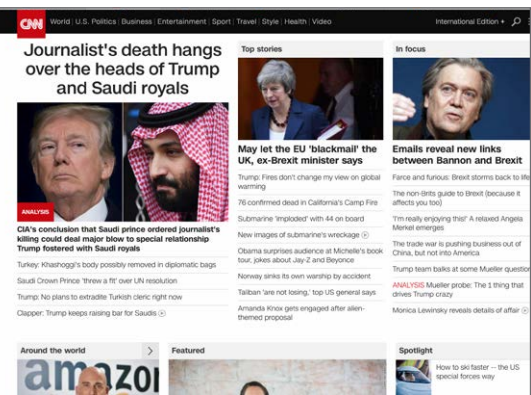 CNN World | U.S. Politics | Business | Entertainment | Sport | Travel | Style | Health | Video International Edition +
Journalist's death hangs
over the heads of Trump
and Saudi royals
ANALYSIS
CIA's conclusion that Saudi prince ordered journalist's
killing could deal major blow to special relationship
Trump fostered with Saudi royals
Turkey: Khashoggi's body possibly removed in diplomatic bags
Saudi Crown Prince 'threw a fit' over UN resolution
Trump: No plans to extradite Turkish cleric right now
Clapper: Trump keeps raising bar for Saudis
Top stories
May let the EU 'blackmail' the
UK, ex-Brexit minister says
Trump: Fires don't change my view on global
warming
76 confirmed dead in California's Camp Fire
Submarine 'imploded' with 44 on board
New images of submarine's wreckage
Obama surprises audience at Michelle's book
tour, jokes about Jay-Z and Beyonce
Norway sinks its own warship by accident
Taliban 'are not losing,' top US general says
Amanda Knox gets engaged after alien-
themed proposal
In focus
Emails reveal new links
between Bannon and Brexit
Farce and furious: Brexit storms back to life
The non-Brits guide to Brexit (because it
affects you too)
'I'm really enjoying this!' A relaxed Angela
Merkel emerges
The trade war is pushing business out of
China, but not into America
Trump team balks at some Mueller question
ANALYSIS Mueller probe: The 1 thing that
drives Trump crazy
Monica Lewinsky reveals details of affair
Around the world
amazon
Featured
Spotlight
How to ski faster -- the US
special forces way